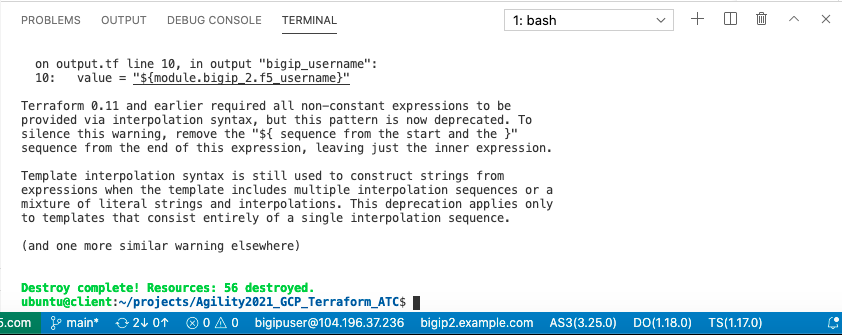 PROBLEMS OUTPUT DEBUG CONSOLE TERMINAL 1: bash
on output.tf line 10, in output "bigip_username":
10: value = "${module.bigip_2.f5_username}"
Terraform 0.11 and earlier required all non-constant expressions to be
provided via interpolation syntax, but this pattern is now deprecated. To
silence this warning, remove the "${ sequence from the start and the }"
sequence from the end of this expression, leaving just the inner expression.
Template interpolation syntax is still used to construct strings from
expressions when the template includes multiple interpolation sequences or a
mixture of literal strings and interpolations. This deprecation applies only
to templates that consist entirely of a single interpolation sequence.
(and one more similar warning elsewhere)
Destroy complete! Resources: 56 destroyed.
ubuntu@client:~/projects/Agility2021_GCP_Terraform_ATC$
5.com main* 2↓ 0↑ 0 0 bigipuser@104.196.37.236 bigip2.example.com AS3(3.25.0) DO(1.18.0) TS(1.17.0)